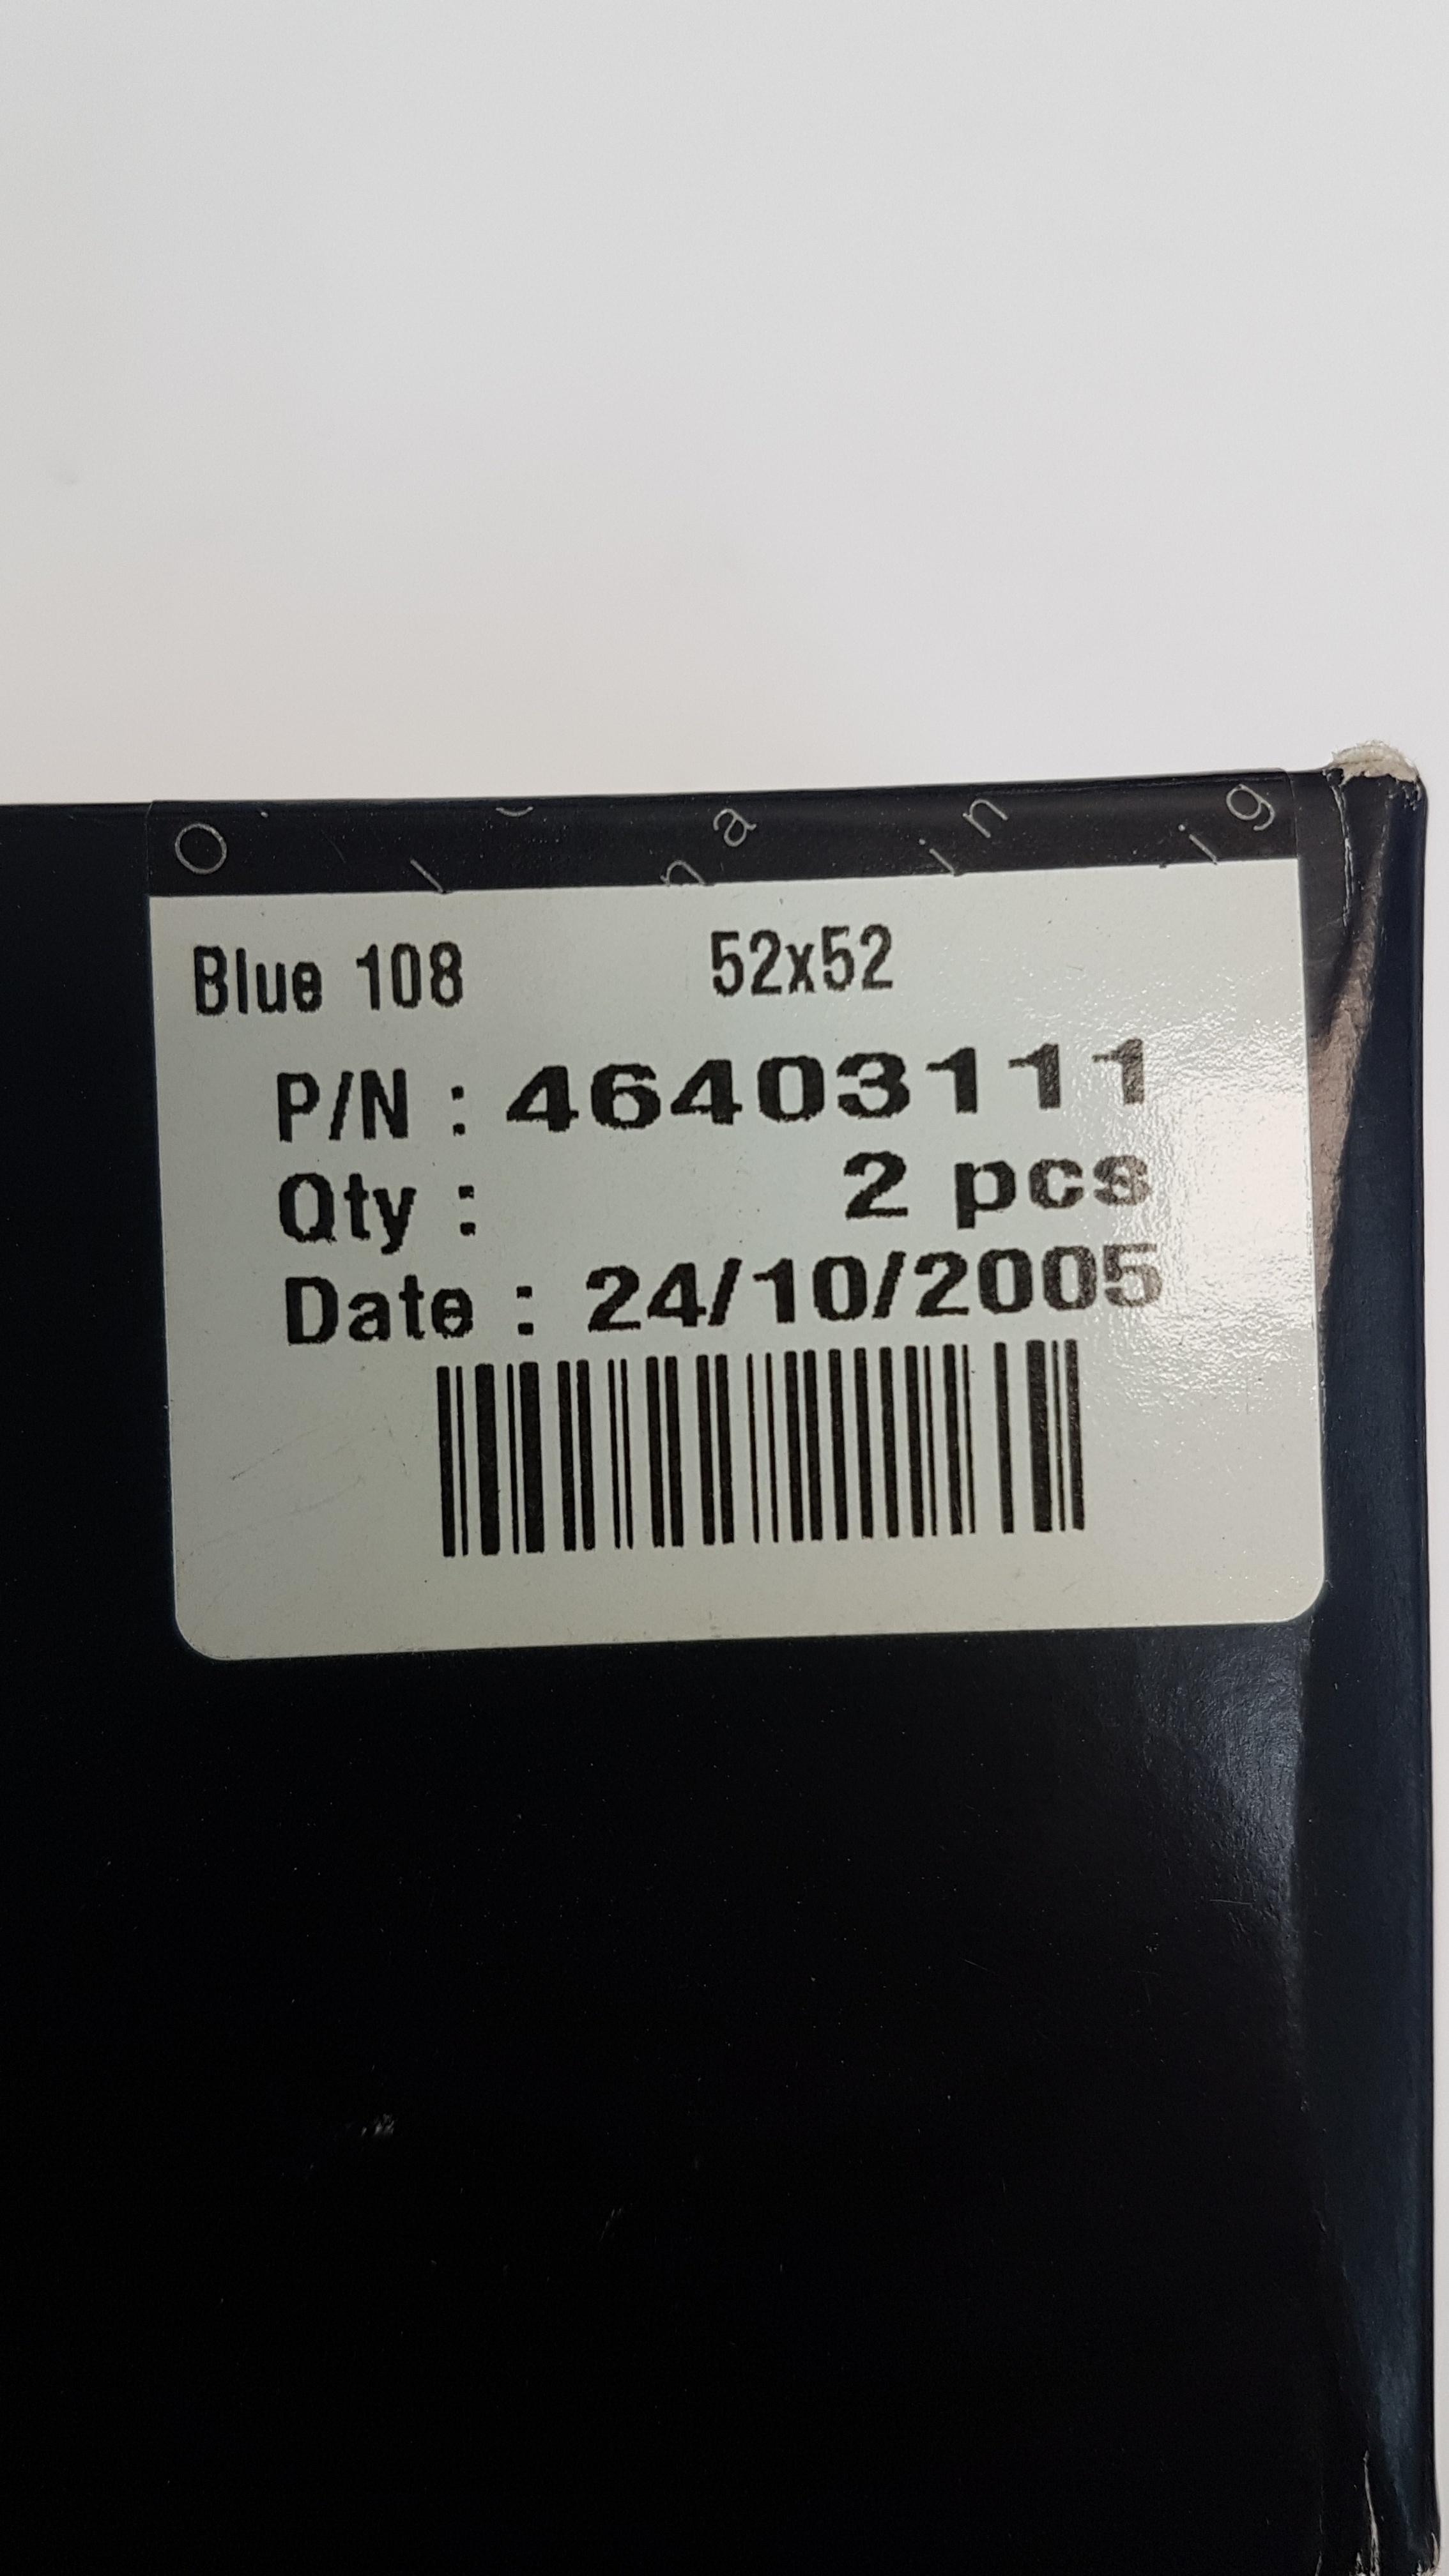 Blue 108 52x52
P/N : 46403111
Qty : 2 pcs
Date : 24/10/2005